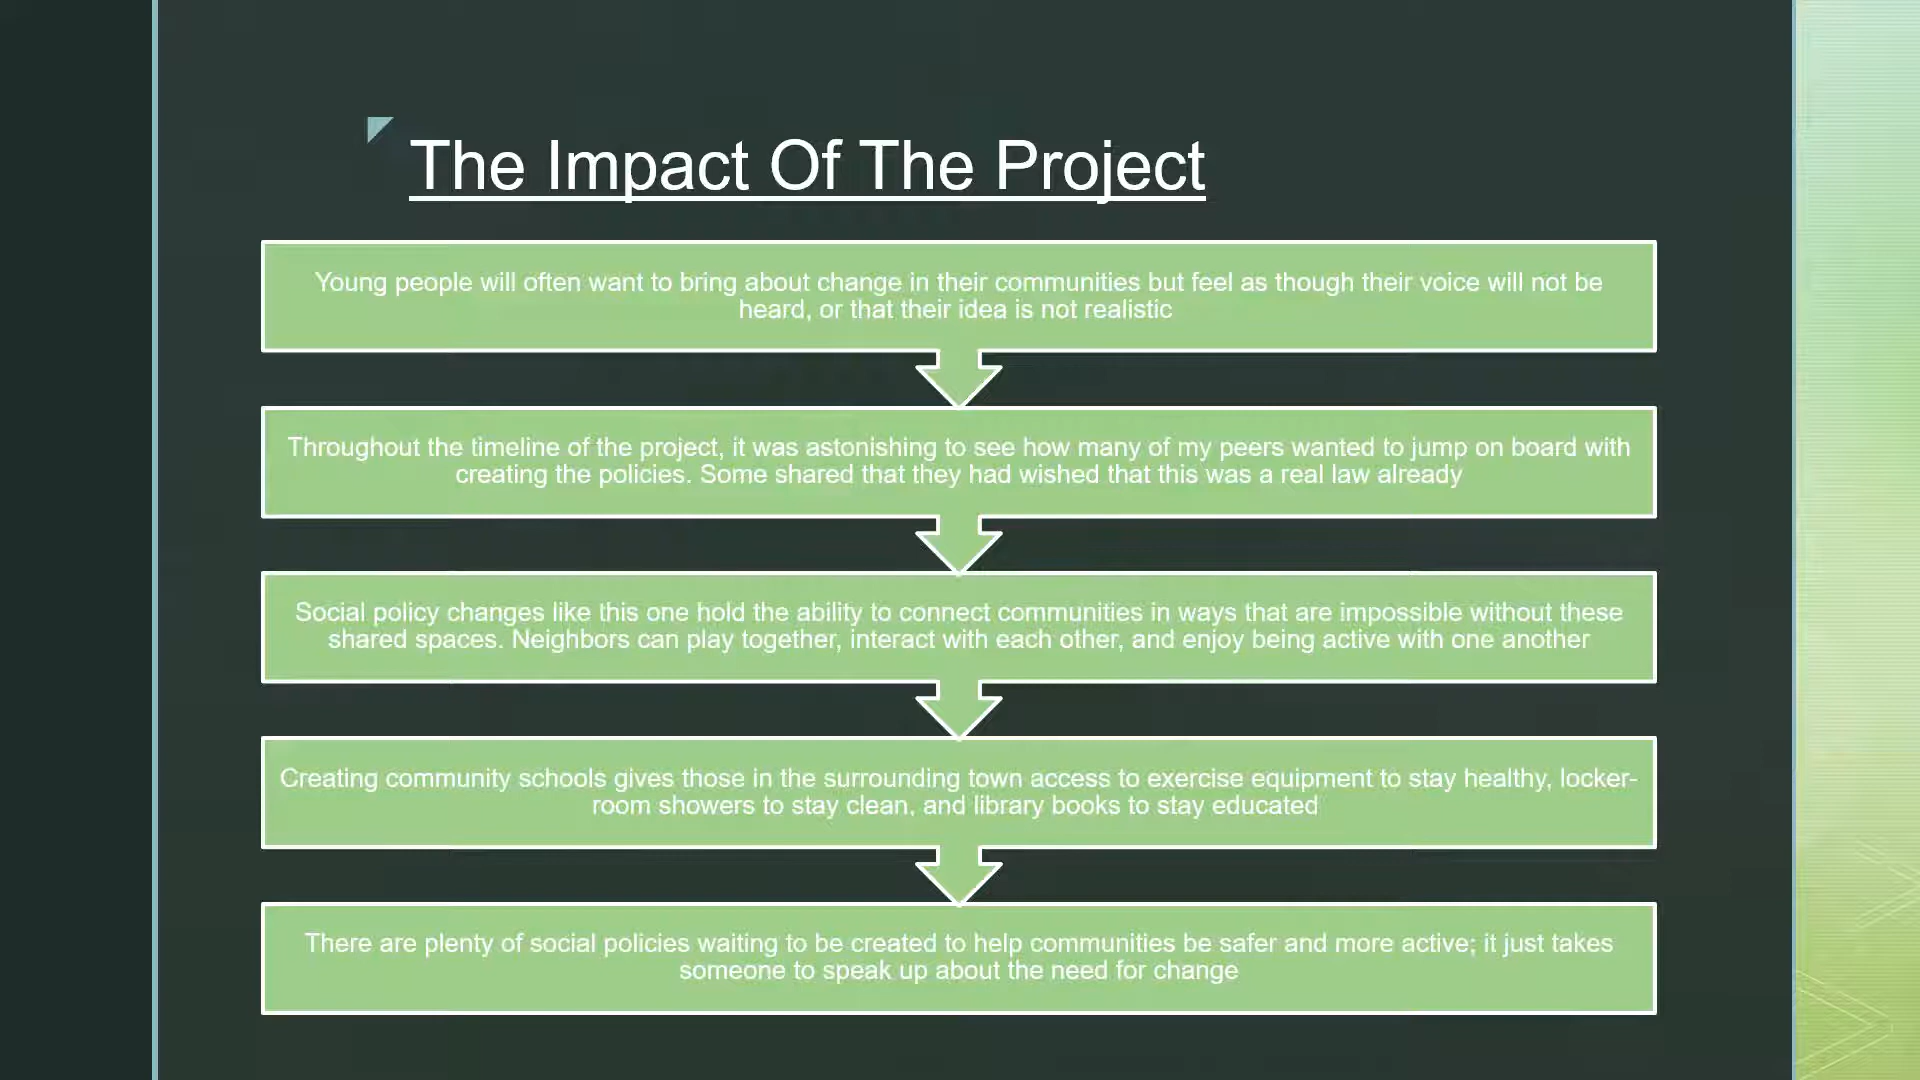 The Impact Of The Project
Young people will often want to bring about change in their communities but feel as though their voice will not be
heard, or that their idea is not realistic
Throughout the timeline of the project, it was astonishing to see how many of my peers wanted to jump on board with
creating the policies. Some shared that they had wished that this was a real law already
Social policy changes like this one hold the ability to connect communities in ways that are impossible without these
shared spaces. Neighbors can play together, interact with each other, and enjoy being active with one another
Creating community schools gives those in the surrounding town access to exercise equipment to stay healthy, locker-
room showers to stay clean, and library books to stay educated
There are plenty of social policies waiting to be created to help communities be safer and more active; it just takes
someone to speak up about the need for change